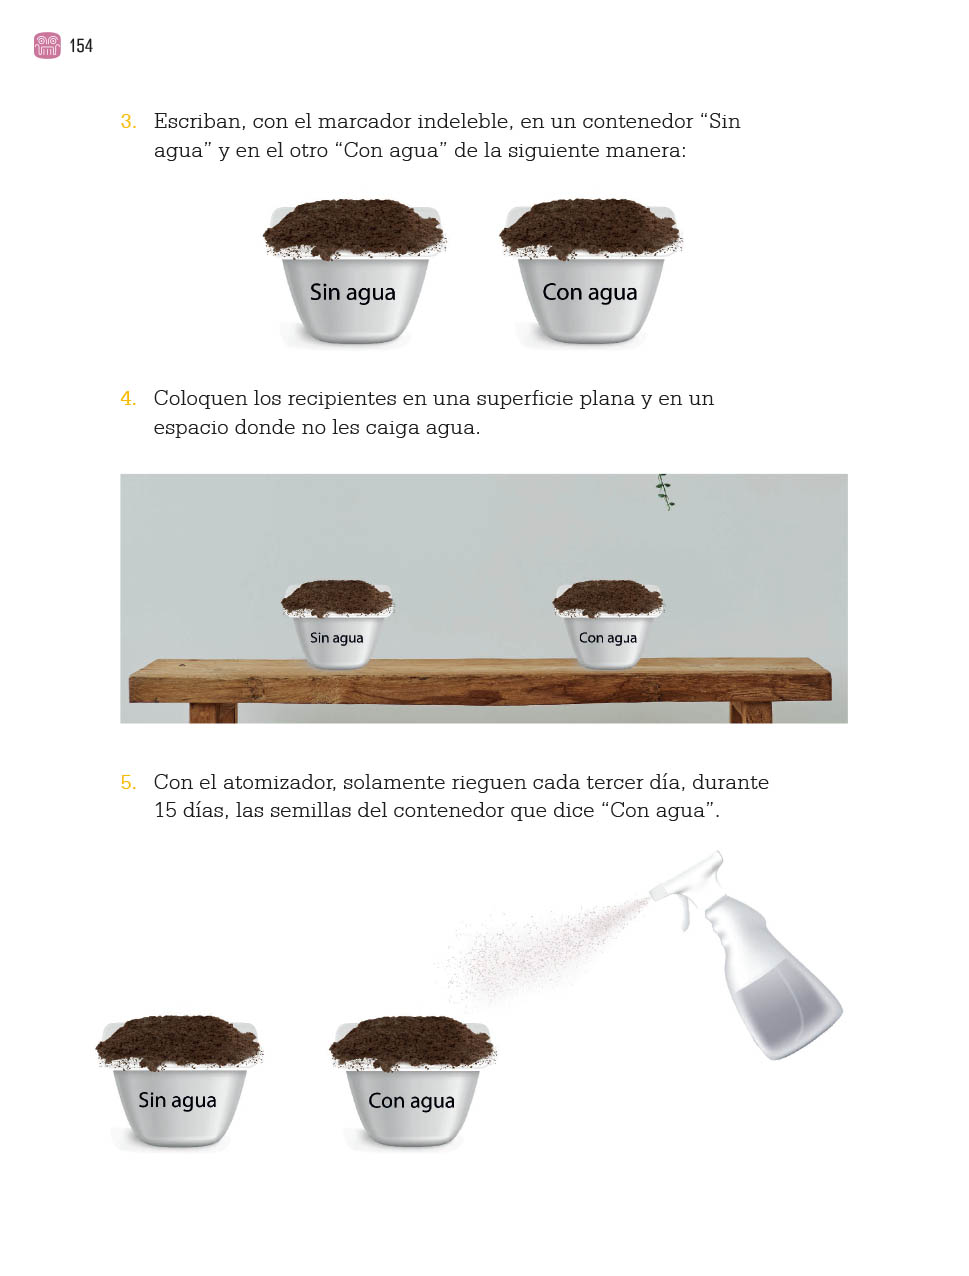 154
3. Escriban, con el marcador indeleble, en un contenedor “Sin
agua” y en el otro “Con agua” de la siguiente manera:
Sin agua
Con agua
4. Coloquen los recipientes en una superficie plana y en un
espacio donde no les caiga agua.
Sin agua
Con agua
5. Con el atomizador, solamente rieguen cada tercer día, durante
15 días, las semillas del contenedor que dice “Con agua”.
Sin agua
Con agua